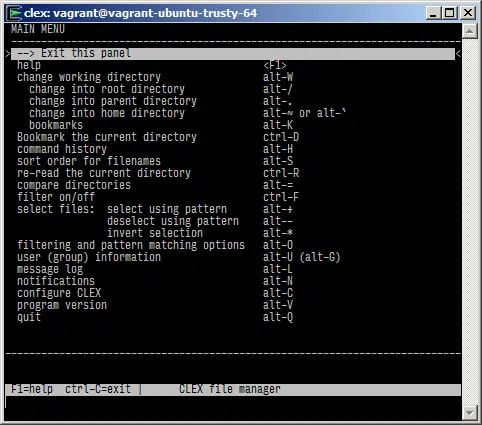 clex: vagrant@vagrant-ubuntu-trusty-64
MAIN MENU
> --> Exit this panel <
help <F1>
change working directory alt-W
change into root directory alt-/
change into parent directory alt-.
change into home directory alt-~ or alt-`
bookmarks alt-K
Bookmark the current directory ctrl-D
command history alt-H
sort order for filenames alt-S
re-read the current directory ctrl-R
compare directories alt-=
filter on/off ctrl-F
select files: select using pattern alt-+
deselect using pattern alt--
invert selection alt-*
filtering and pattern matching options alt-O
user (group) information alt-U (alt-G)
message log alt-L
notifications alt-N
configure CLEX alt-C
program version alt-V
quit alt-Q
F1=help ctrl-C=exit | CLEX file manager